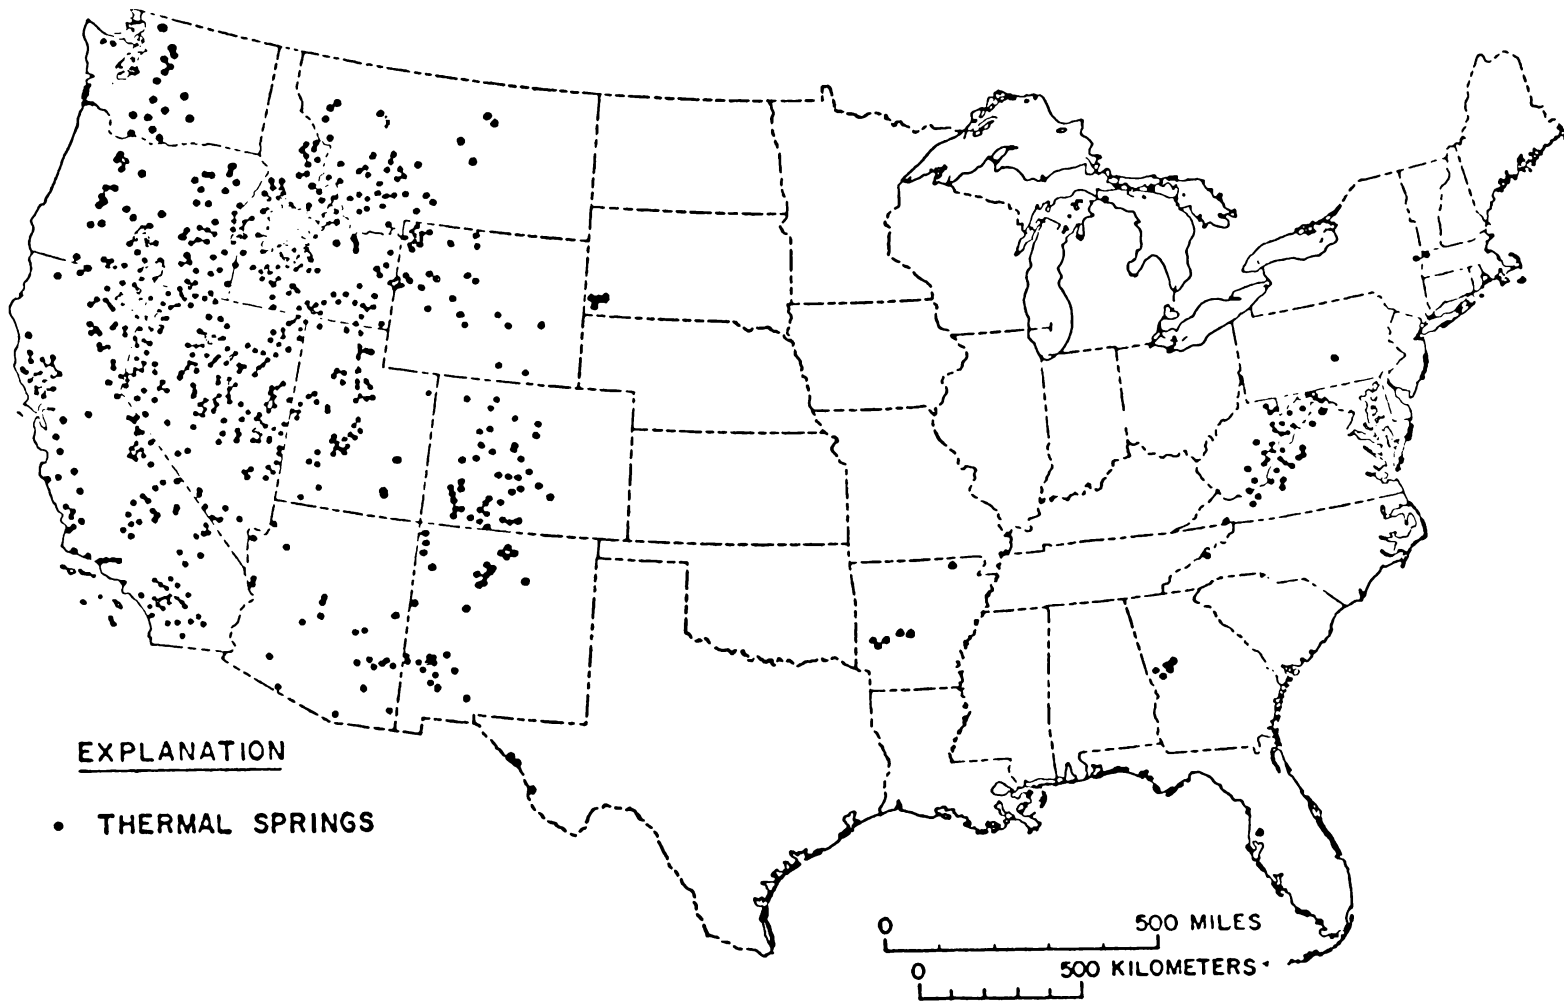 EXPLANATION
• THERMAL SPRINGS
0 500 MILES
0 500 KILOMETERS